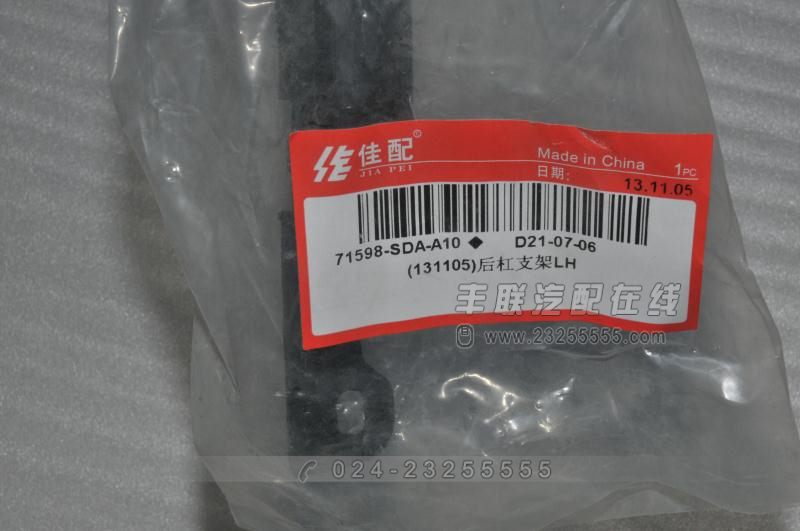 佳配®
JIA PEI
Made in China 1PC
日期: 13.11.05
71598-SDA-A10 ◆ D21-07-06
(131105)后杠支架LH
丰联汽配在线
www.23255555.com
024-23255555